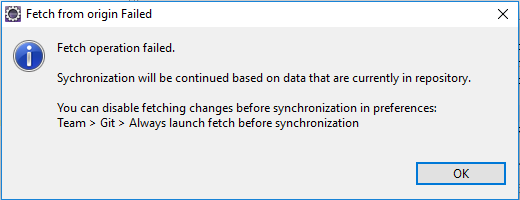 Fetch from origin Failed
Fetch operation failed.
Sychronization will be continued based on data that are currently in repository.
You can disable fetching changes before synchronization in preferences:
Team > Git > Always launch fetch before synchronization
OK